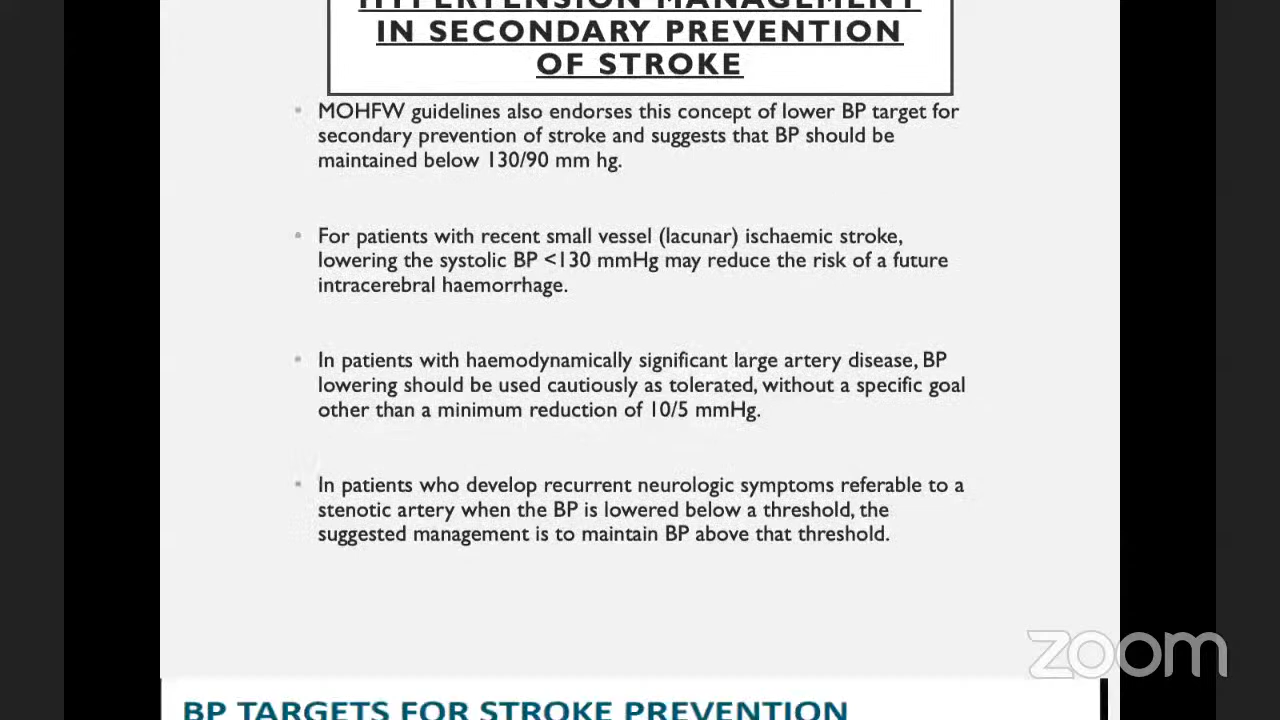 HYPERTENSION MANAGEMENT
IN SECONDARY PREVENTION
OF STROKE
MOHFW guidelines also endorses this concept of lower BP target for
secondary prevention of stroke and suggests that BP should be
maintained below 130/90 mm hg.
For patients with recent small vessel (lacunar) ischaemic stroke,
lowering the systolic BP <130 mmHg may reduce the risk of a future
intracerebral haemorrhage.
In patients with haemodynamically significant large artery disease, BP
lowering should be used cautiously as tolerated, without a specific goal
other than a minimum reduction of 10/5 mmHg.
In patients who develop recurrent neurologic symptoms referable to a
stenotic artery when the BP is lowered below a threshold, the
suggested management is to maintain BP above that threshold.
zoom
BP TARGETS FOR STROKE PREVENTION